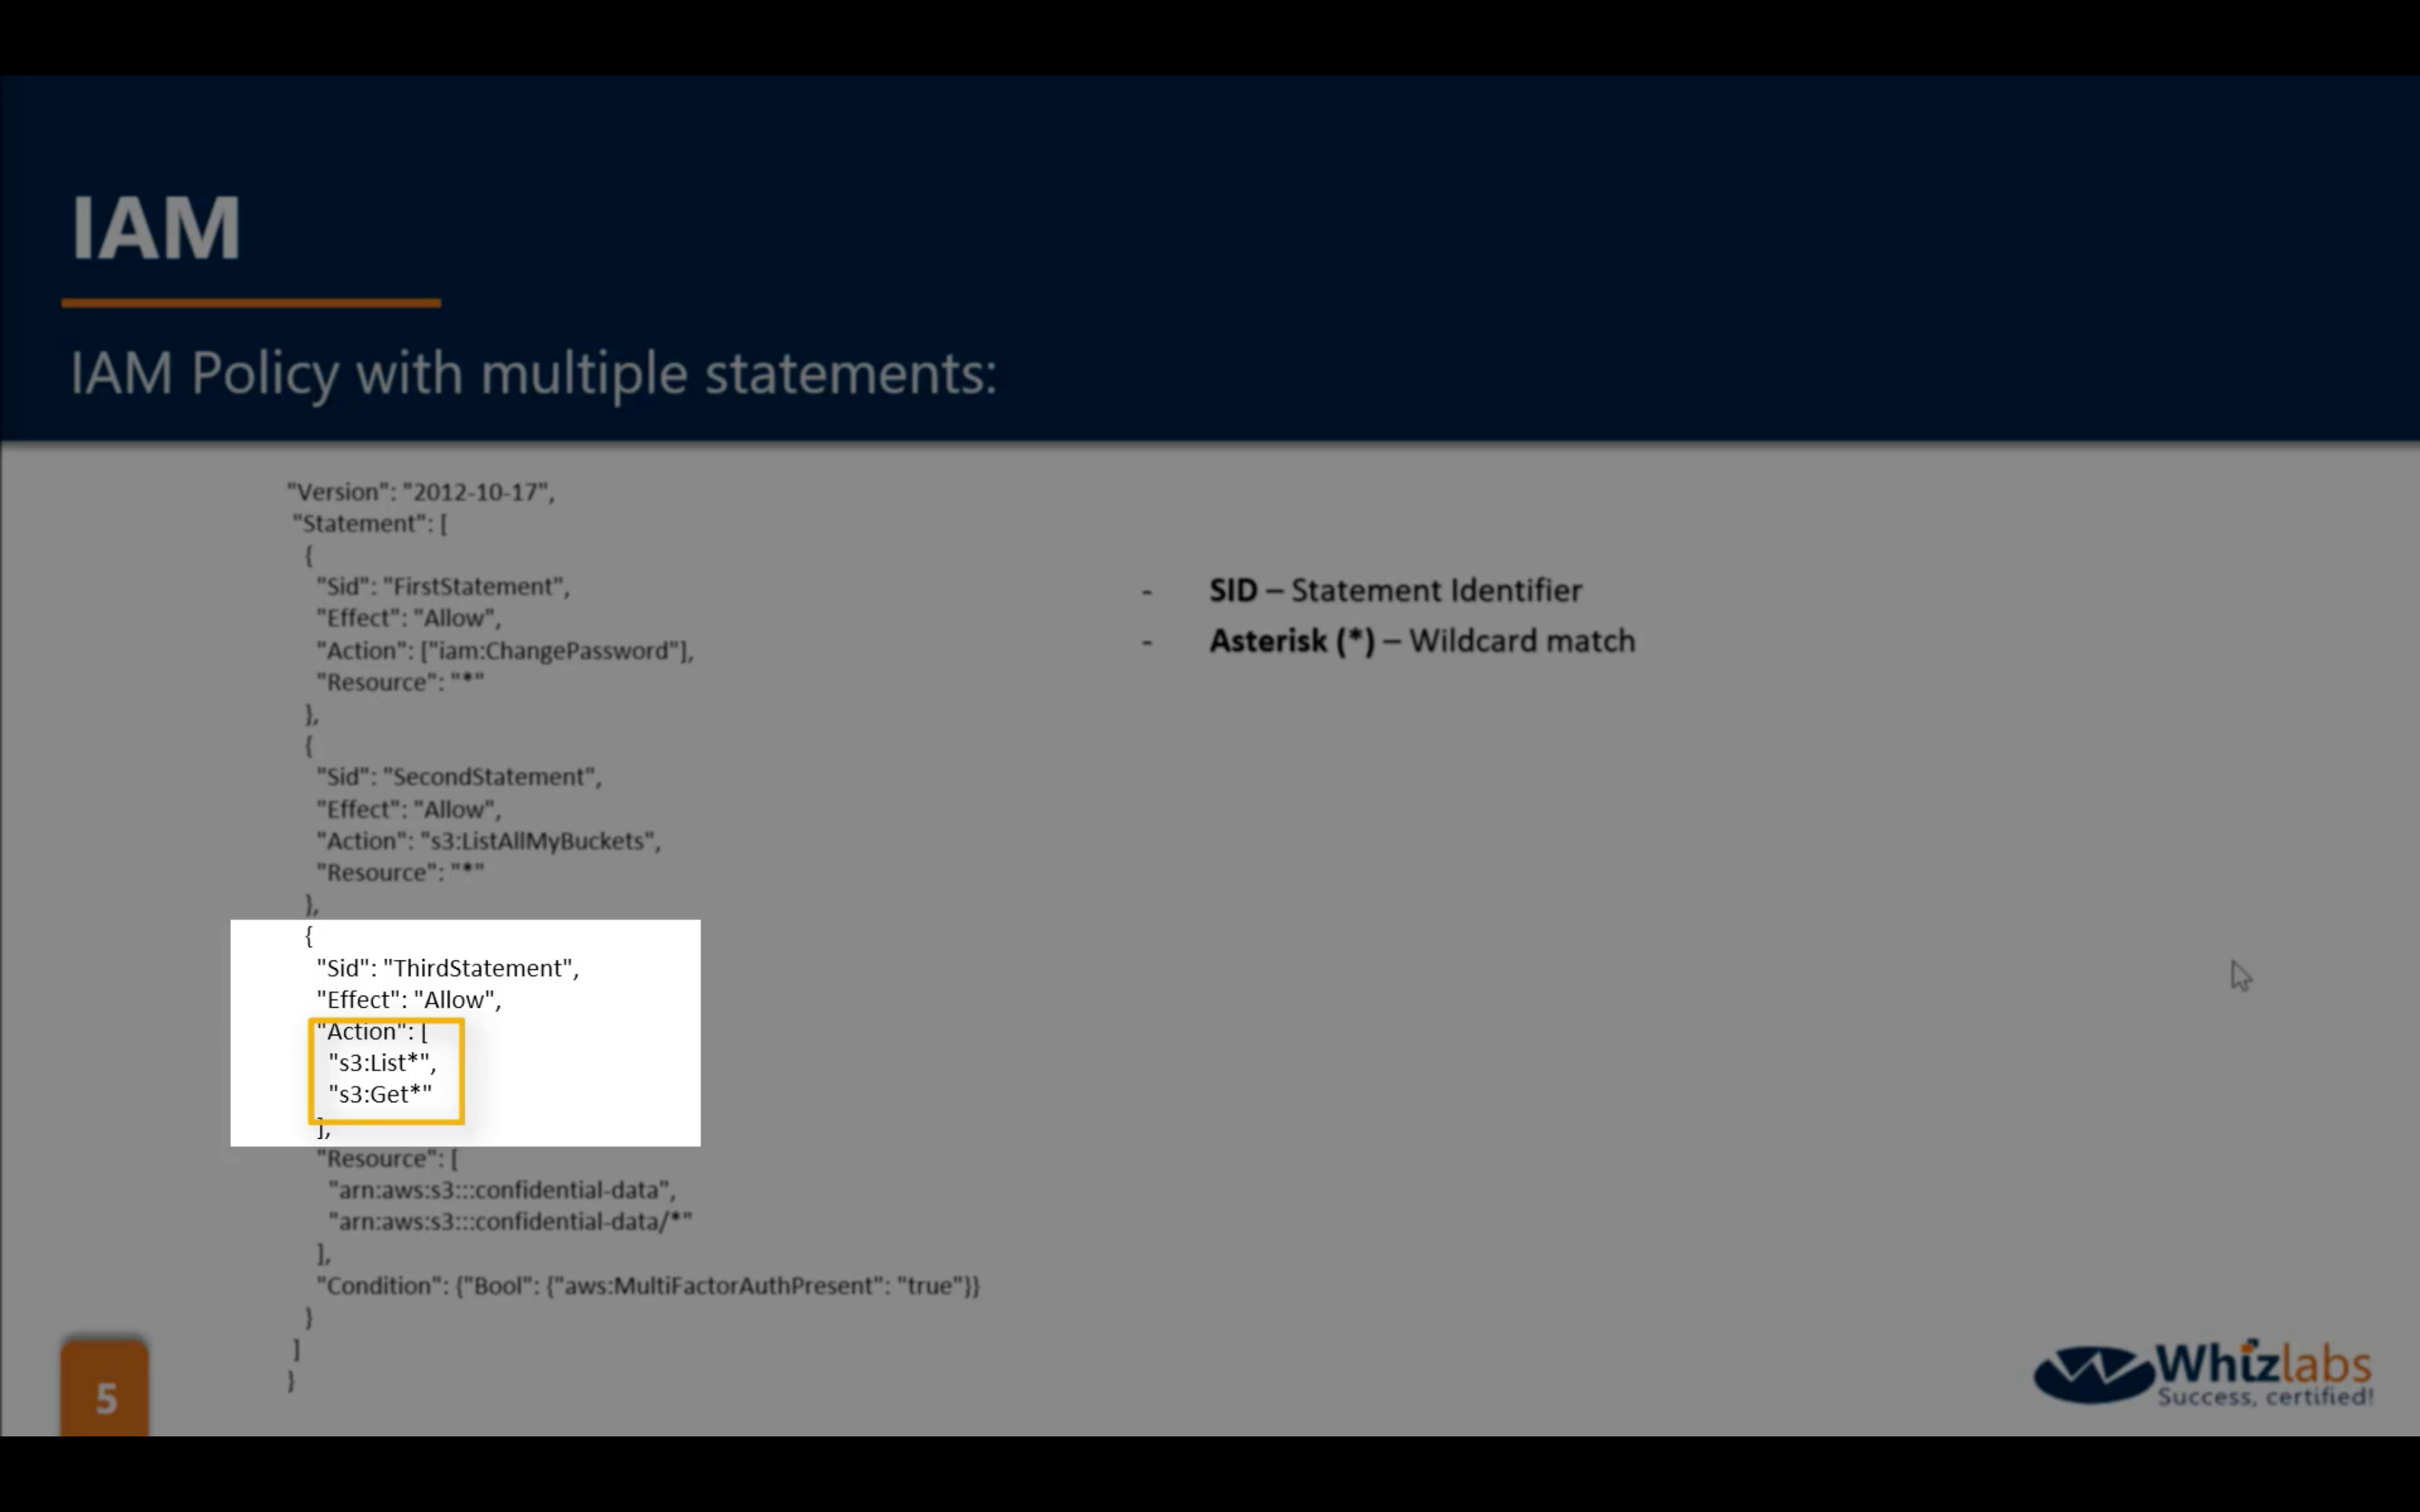 IAM
IAM Policy with multiple statements:
"Version": "2012-10-17",
"Statement": [
{
"Sid": "FirstStatement",
"Effect": "Allow",
"Action": ["iam:ChangePassword"],
"Resource": "*"
},
{
"Sid": "SecondStatement",
"Effect": "Allow",
"Action": "s3:ListAllMyBuckets",
"Resource": "*"
},
{
"Sid": "ThirdStatement",
"Effect": "Allow",
"Action": [
"s3:List*",
"s3:Get*"
],
"Resource": [
"arn:aws:s3:::confidential-data",
"arn:aws:s3:::confidential-data/*"
],
"Condition": {"Bool": {"aws:MultiFactorAuthPresent": "true"}}
}
]
}
- SID – Statement Identifier
- Asterisk (*) – Wildcard match
5
Whizlabs
Success, certified!